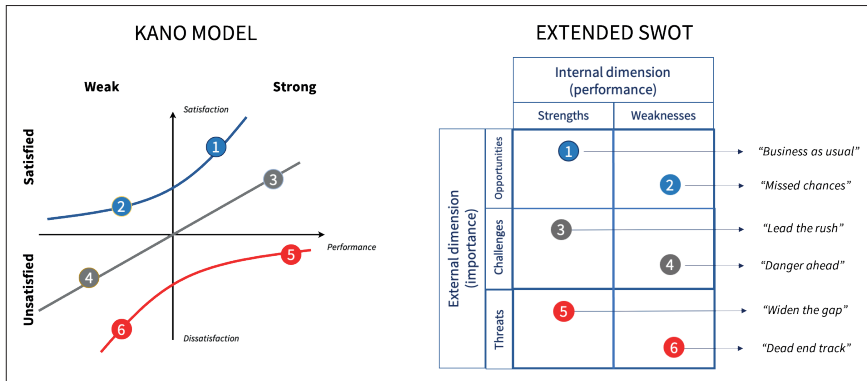 KANO MODEL
Weak
Strong
Satisfaction
Satisfied
Unsatisfied
1
2
3
4
5
6
Performance
Dissatisfaction
EXTENDED SWOT
Internal dimension
(performance)
Strengths
Weaknesses
External dimension
(importance)
Opportunities
Challenges
Threats
1
“Business as usual”
2
“Missed chances”
3
“Lead the rush”
4
“Danger ahead”
5
“Widen the gap”
6
“Dead end track”